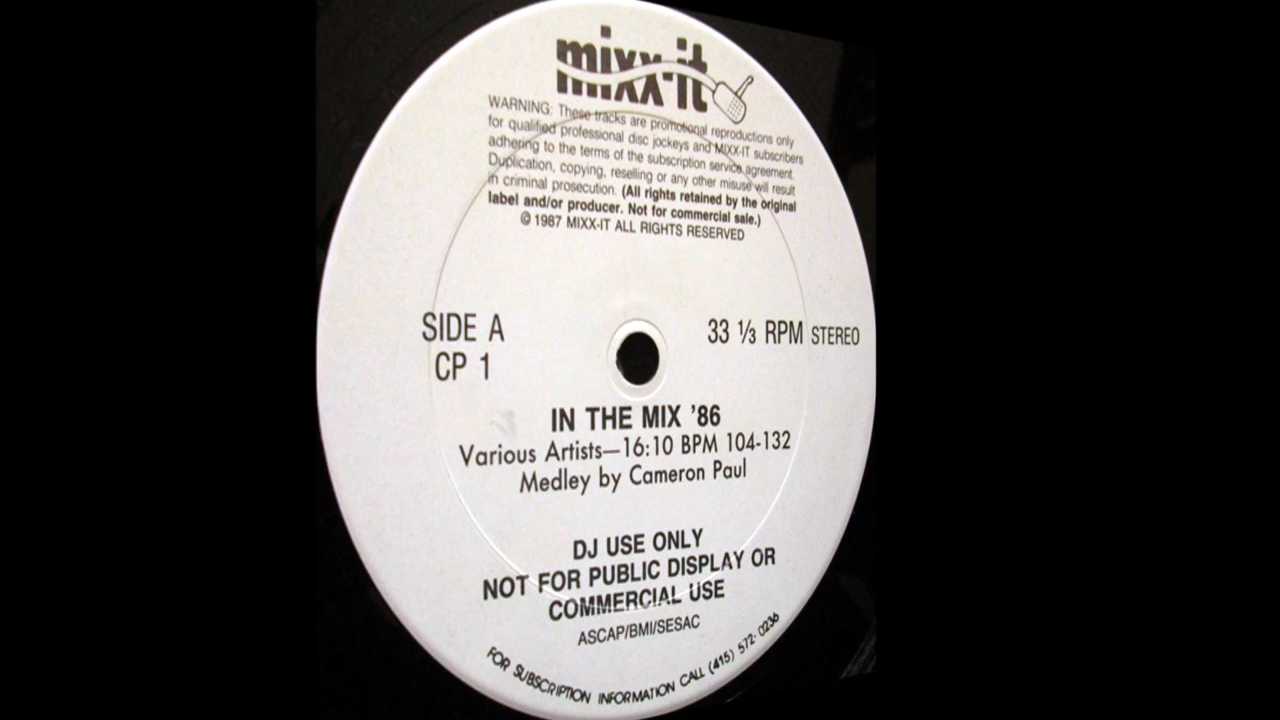 mixx-it
WARNING: These tracks are promotional reproductions only
for qualified professional disc jockeys and MIXX-IT subscribers
adhering to the terms of the subscription service agreement.
Duplication, copying, reselling or any other misuse will result
in criminal prosecution. (All rights retained by the original
label and/or producer. Not for commercial sale.)
© 1987 MIXX-IT ALL RIGHTS RESERVED
SIDE A
CP 1
33 ⅓ RPM STEREO
IN THE MIX '86
Various Artists—16:10 BPM 104-132
Medley by Cameron Paul
DJ USE ONLY
NOT FOR PUBLIC DISPLAY OR
COMMERCIAL USE
ASCAP/BMI/SESAC
FOR SUBSCRIPTION INFORMATION CALL (415) 572-0236